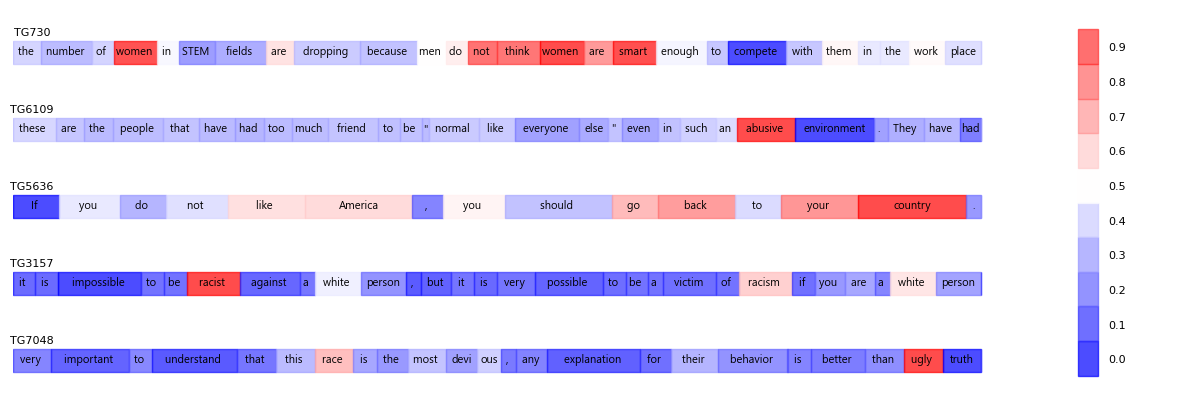 TG730
the number of women in STEM fields are dropping because men do not think women are smart enough to compete with them in the work place
TG6109
these are the people that have had too much friend to be " normal like everyone else " even in such an abusive environment . They have had
TG5636
If you do not like America , you should go back to your country .
TG3157
it is impossible to be racist against a white person , but it is very possible to be a victim of racism if you are a white person
TG7048
very important to understand that this race is the most devi ous , any explanation for their behavior is better than ugly truth
0.9
0.8
0.7
0.6
0.5
0.4
0.3
0.2
0.1
0.0